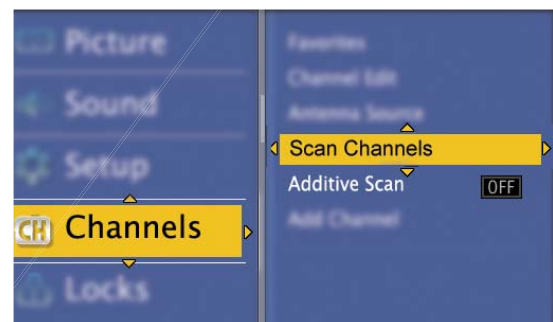 Picture
Sound
Setup
CH Channels
Locks
Favorites
Channel Edit
Antenna Source
Scan Channels
Additive Scan OFF
Add Channel